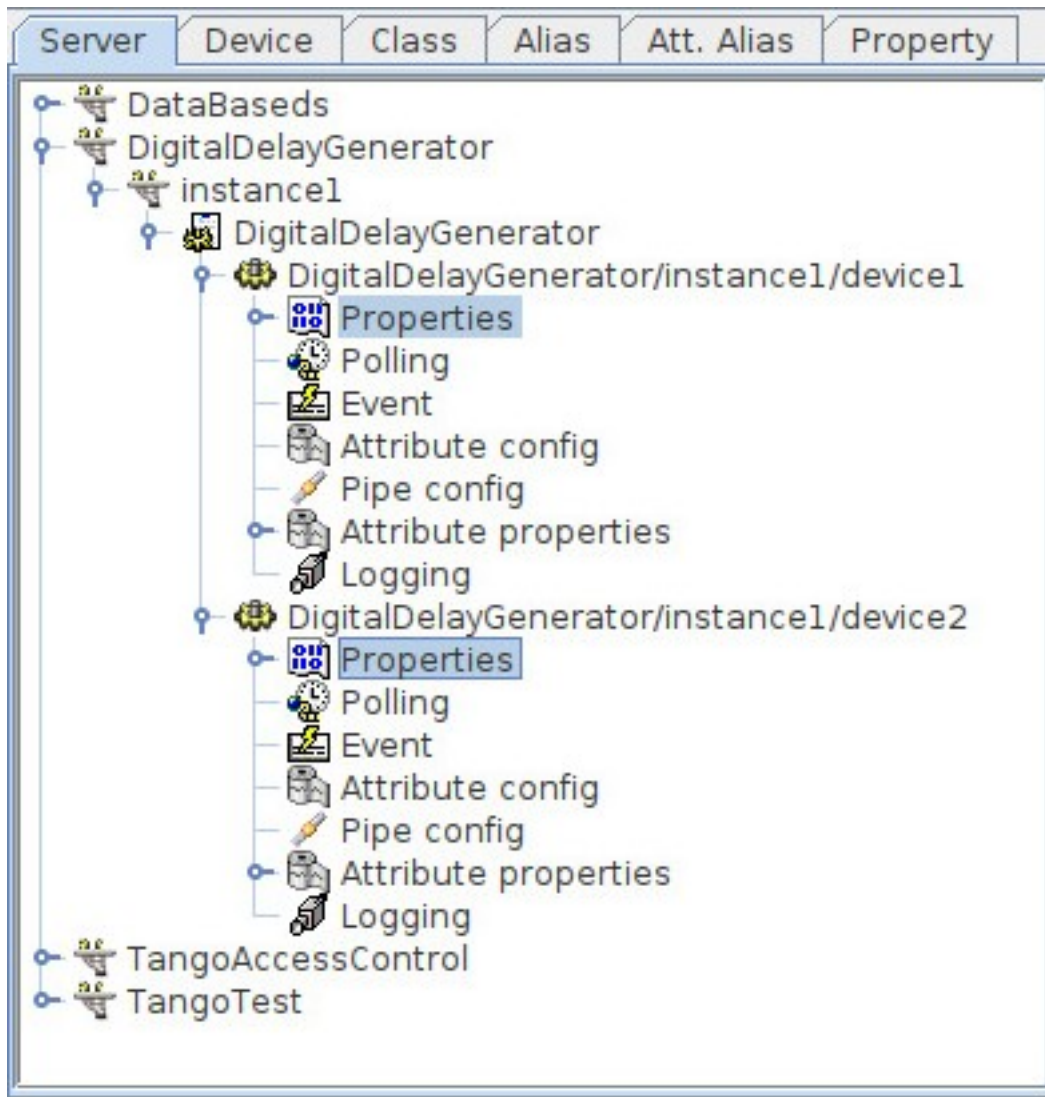 Server Device Class Alias Att. Alias Property
DataBaseds
DigitalDelayGenerator
instance1
DigitalDelayGenerator
DigitalDelayGenerator/instance1/device1
Properties
Polling
Event
Attribute config
Pipe config
Attribute properties
Logging
DigitalDelayGenerator/instance1/device2
Properties
Polling
Event
Attribute config
Pipe config
Attribute properties
Logging
TangoAccessControl
TangoTest